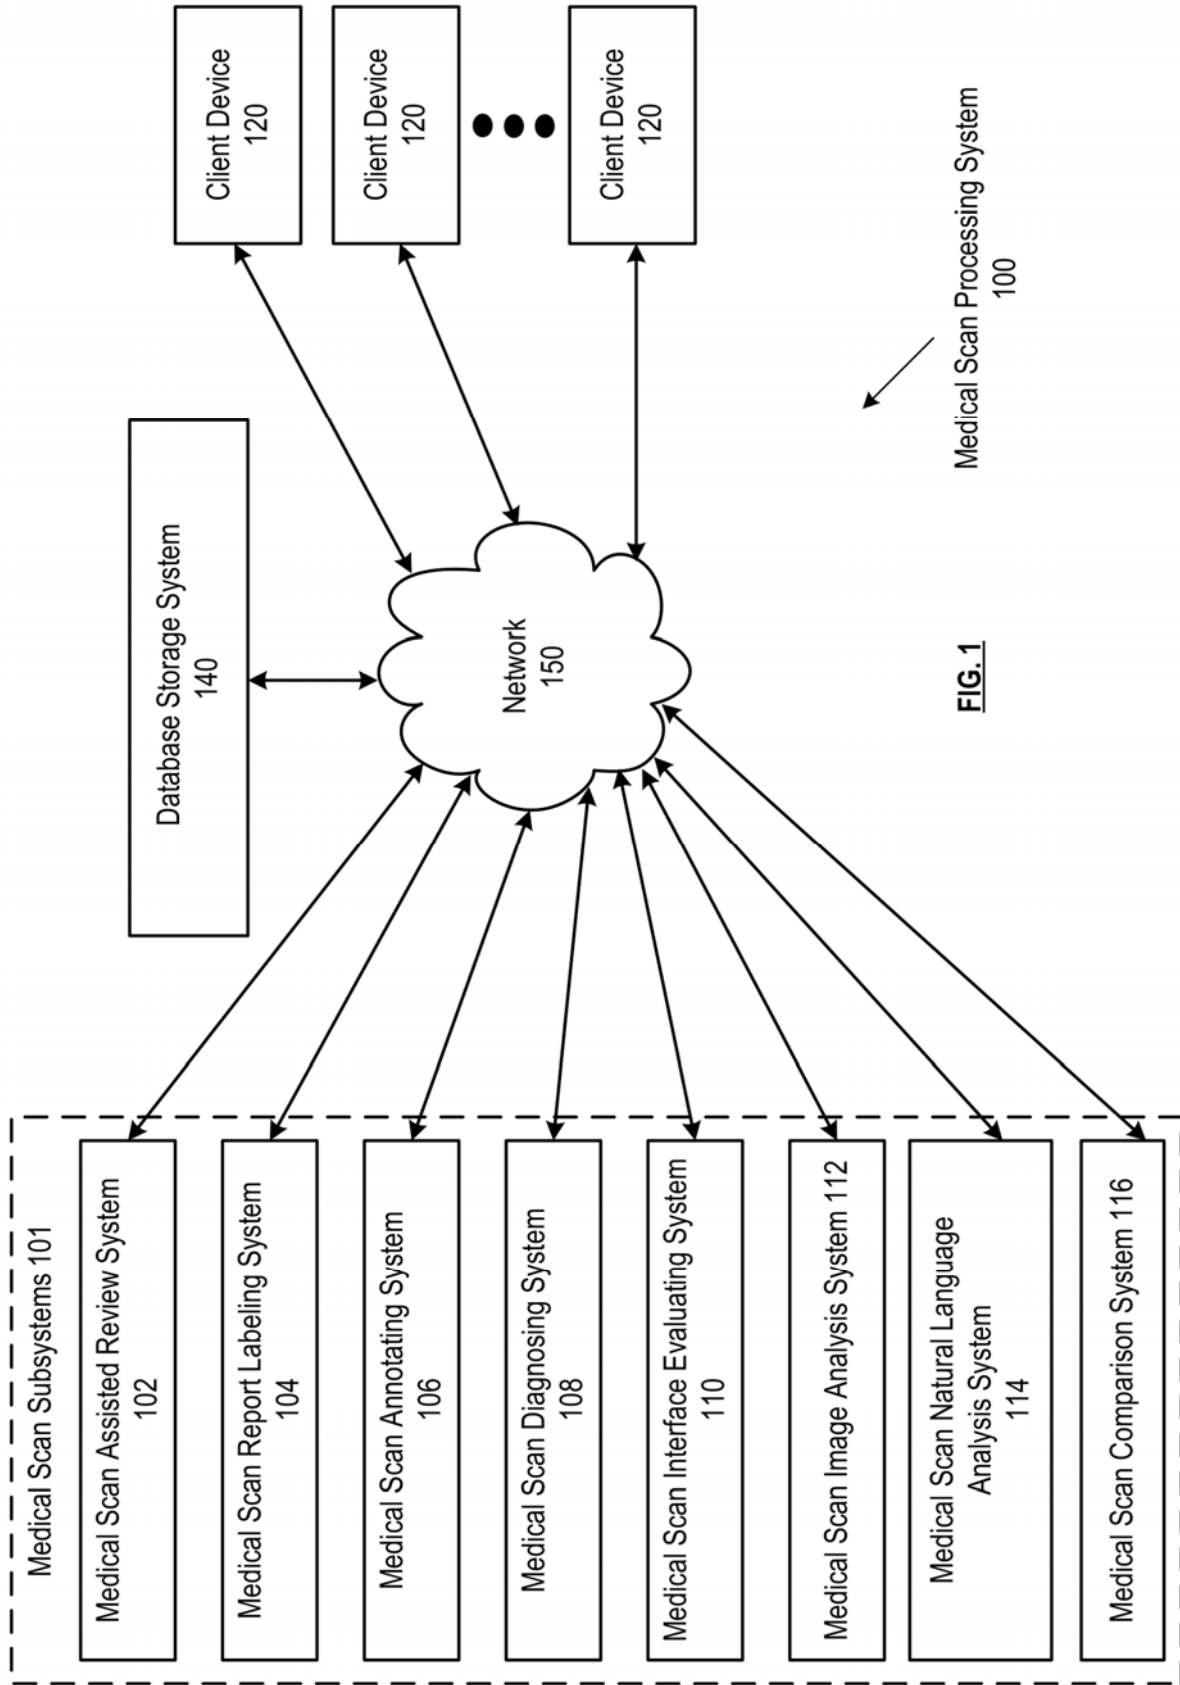 Medical Scan Subsystems 101
Medical Scan Assisted Review System
102
Medical Scan Report Labeling System
104
Medical Scan Annotating System
106
Medical Scan Diagnosing System
108
Medical Scan Interface Evaluating System
110
Medical Scan Image Analysis System 112
Medical Scan Natural Language
Analysis System
114
Medical Scan Comparison System 116
Database Storage System
140
Network
150
Client Device
120
Client Device
120
Client Device
120
Medical Scan Processing System
100
FIG. 1